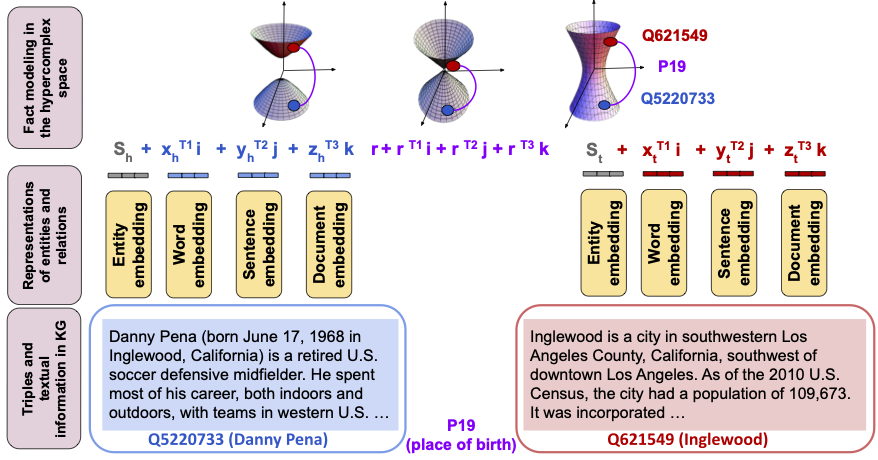 Fact modeling in
the hypercomplex
space
Q621549
P19
Q5220733
S_h + x_h^T1 i + y_h^T2 j + z_h^T3 k
r + r^T1 i + r^T2 j + r^T3 k
S_t + x_t^T1 i + y_t^T2 j + z_t^T3 k
Representations
of entities and
relations
Entity
embedding
Word
embedding
Sentence
embedding
Document
embedding
Entity
embedding
Word
embedding
Sentence
embedding
Document
embedding
Triples and
textual
information in KG
Danny Pena (born June 17, 1968 in
Inglewood, California) is a retired U.S.
soccer defensive midfielder. He spent
most of his career, both indoors and
outdoors, with teams in western U.S. …
Q5220733 (Danny Pena)
P19
(place of birth)
Inglewood is a city in southwestern Los
Angeles County, California, southwest of
downtown Los Angeles. As of the 2010 U.S.
Census, the city had a population of 109,673.
It was incorporated …
Q621549 (Inglewood)